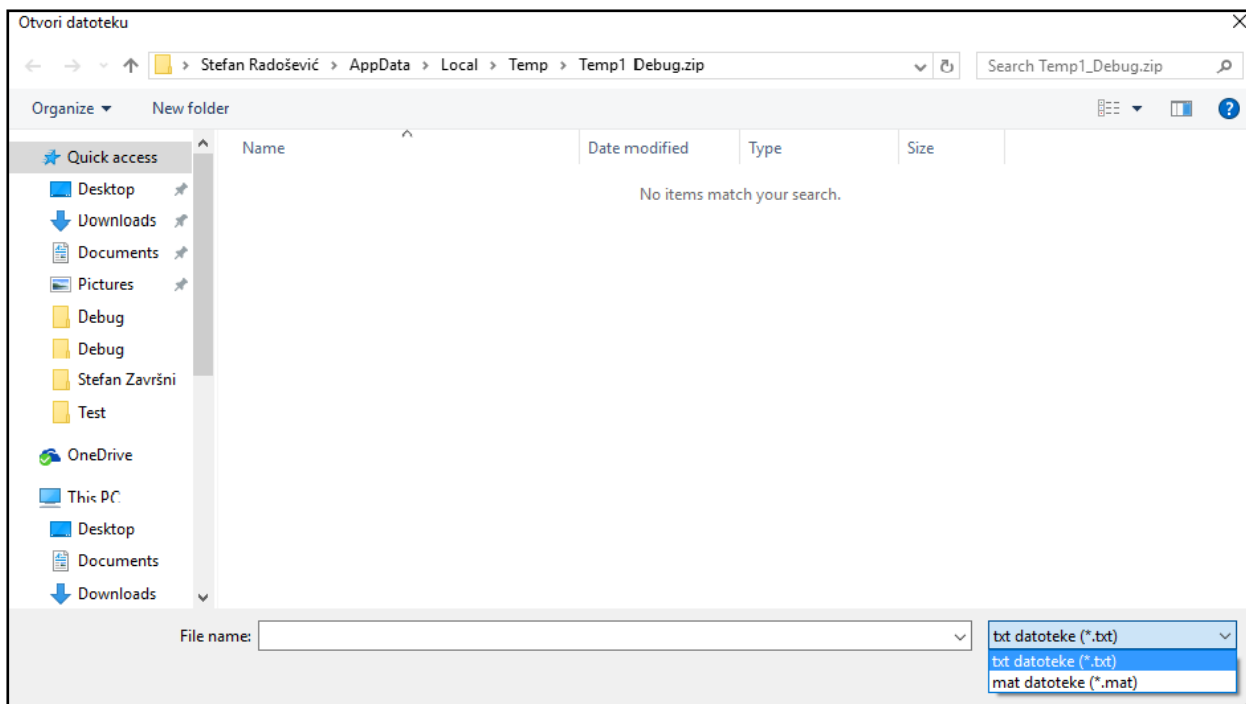 Otvori datoteku
Stefan Radošević > AppData > Local > Temp > Temp1 Debug.zip
Search Temp1_Debug.zip
Organize New folder
Name Date modified Type Size
No items match your search.
Quick access
Desktop
Downloads
Documents
Pictures
Debug
Debug
Stefan Završni
Test
OneDrive
This PC
Desktop
Documents
Downloads
File name:
txt datoteke (*.txt)
txt datoteke (*.txt)
mat datoteke (*.mat)